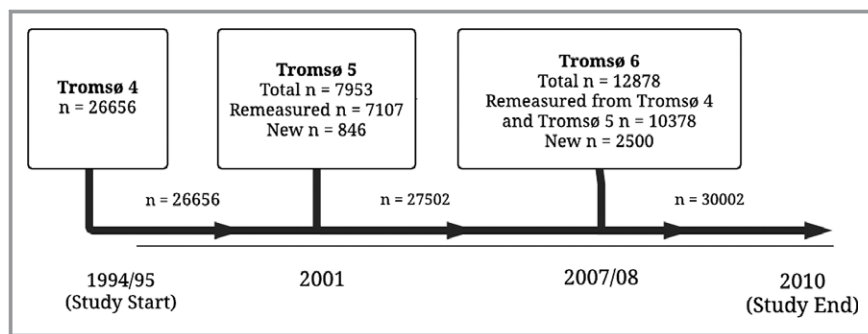 Tromsø 4
n = 26656
Tromsø 5
Total n = 7953
Remeasured n = 7107
New n = 846
Tromsø 6
Total n = 12878
Remeasured from Tromsø 4
and Tromsø 5 n = 10378
New n = 2500
n = 26656
n = 27502
n = 30002
1994/95
(Study Start)
2001
2007/08
2010
(Study End)